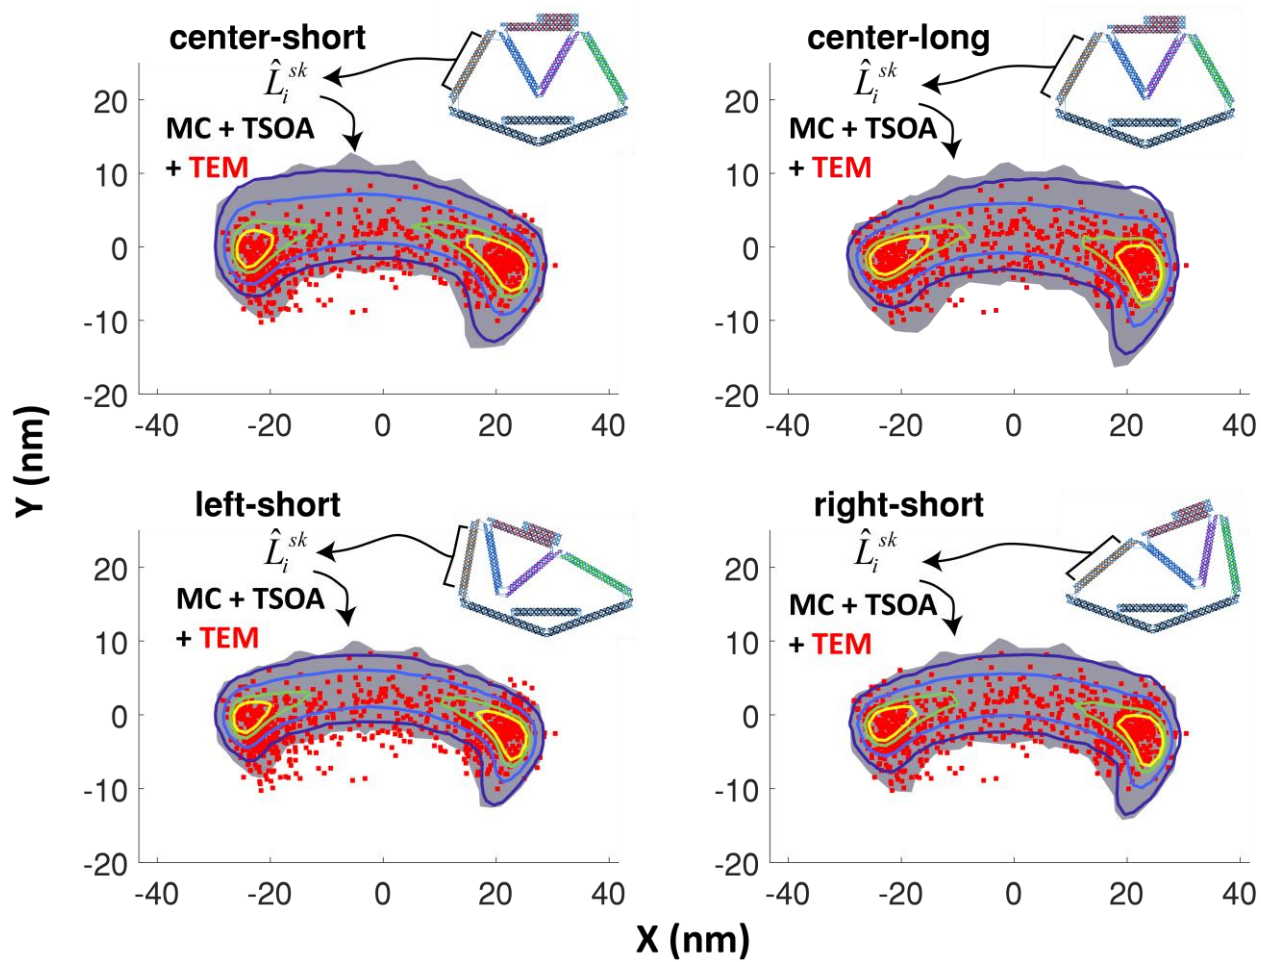 center-short
L̂ᵢˢᵏ
MC + TSOA
+ TEM
20
10
0
-10
-20
-40 -20 0 20 40
center-long
L̂ᵢˢᵏ
MC + TSOA
+ TEM
20
10
0
-10
-20
-40 -20 0 20 40
Y (nm)
left-short
L̂ᵢˢᵏ
MC + TSOA
+ TEM
20
10
0
-10
-20
-40 -20 0 20 40
right-short
L̂ᵢˢᵏ
MC + TSOA
+ TEM
20
10
0
-10
-20
-40 -20 0 20 40
X (nm)